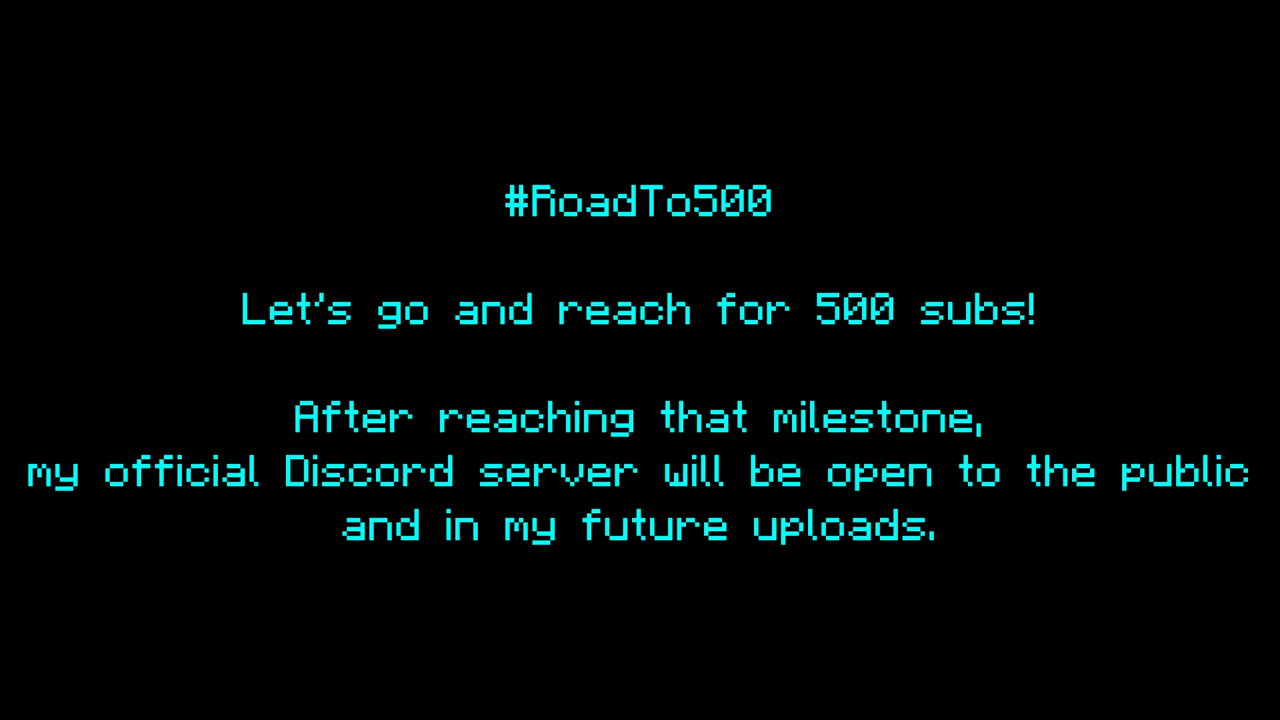 #RoadTo500
Let's go and reach for 500 subs!
After reaching that milestone,
my official Discord server will be open to the public
and in my future uploads.